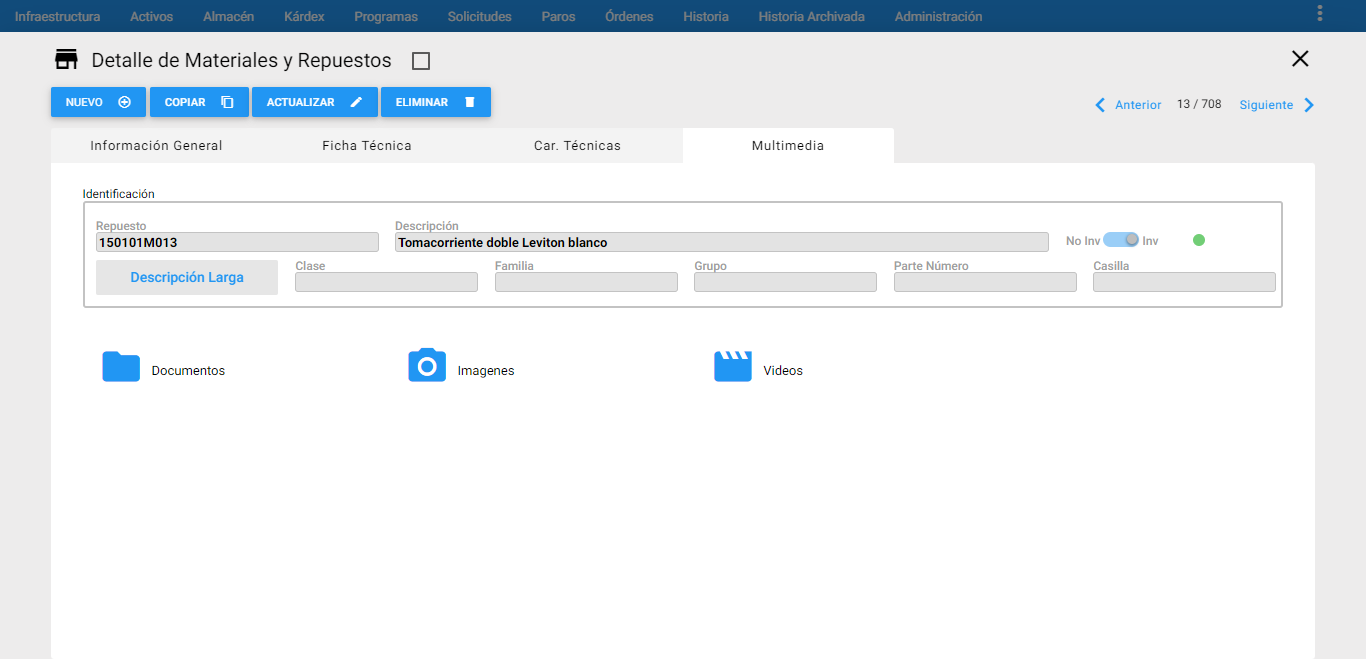 Infraestructura Activos Almacén Kárdex Programas Solicitudes Paros Órdenes Historia Historia Archivada Administración
Detalle de Materiales y Repuestos
NUEVO COPIAR ACTUALIZAR ELIMINAR
Anterior 13 / 708 Siguiente
Información General Ficha Técnica Car. Técnicas Multimedia
Identificación
Repuesto Descripción
150101M013 Tomacorriente doble Leviton blanco No Inv Inv
Descripción Larga Clase Familia Grupo Parte Número Casilla
Documentos Imagenes Videos